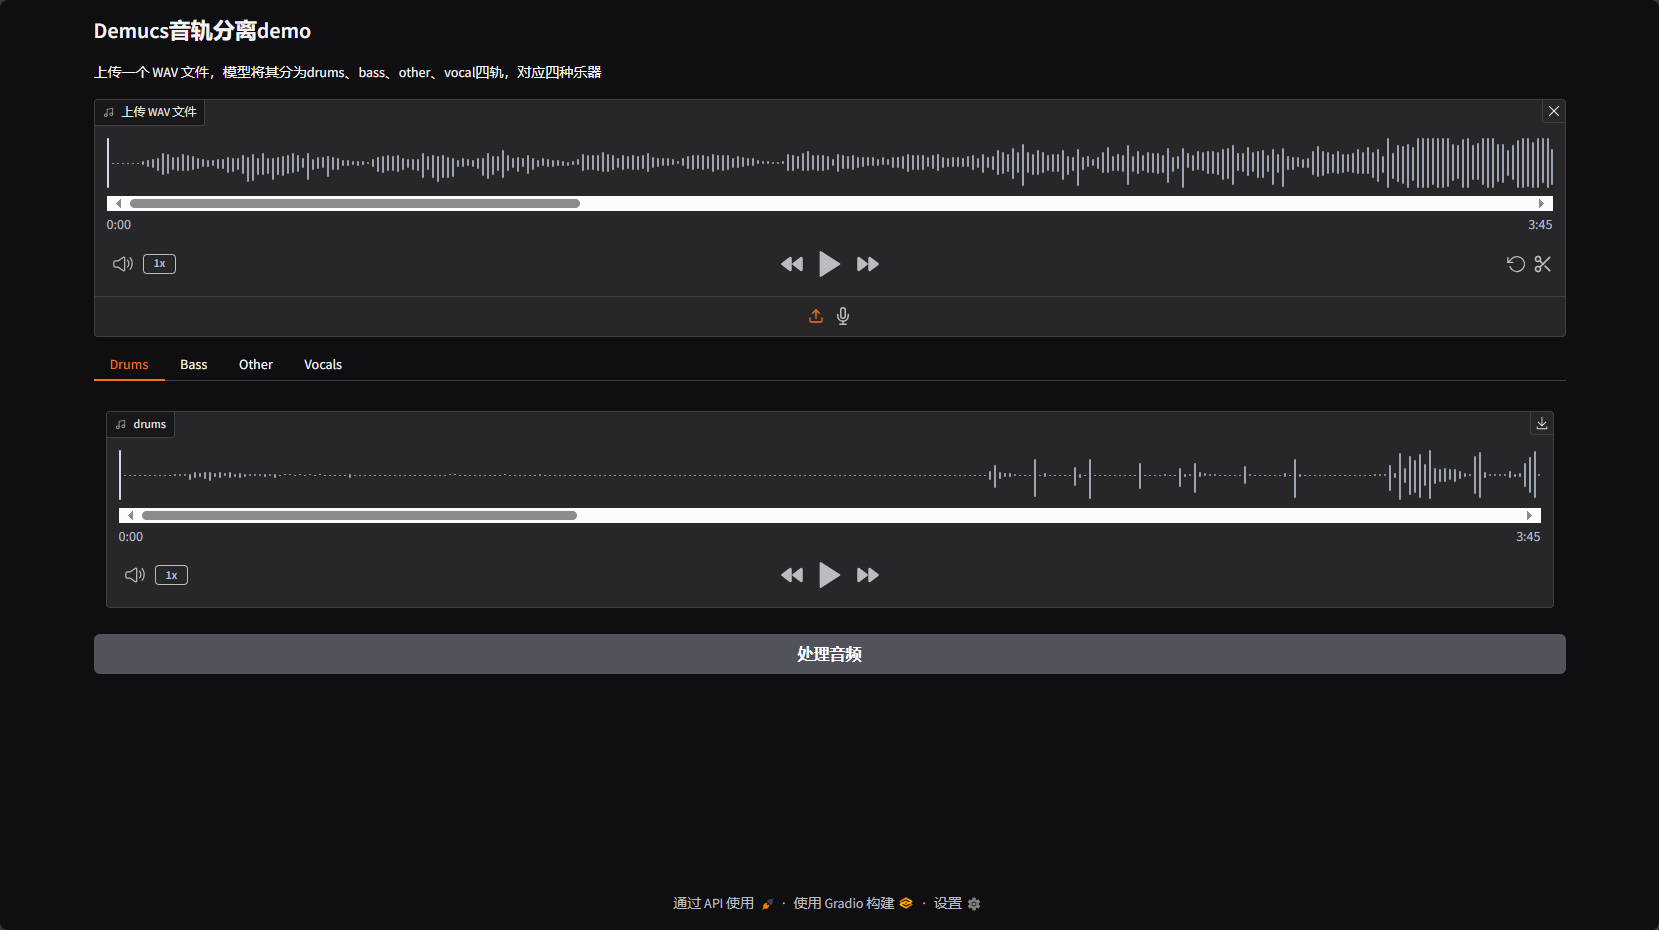 Demucs音轨分离demo
上传一个 WAV 文件，模型将其分为drums、bass、other、vocal四轨，对应四种乐器
上传 WAV 文件
0:00 3:45
1x
Drums Bass Other Vocals
drums
0:00 3:45
1x
处理音频
通过 API 使用 · 使用 Gradio 构建 · 设置